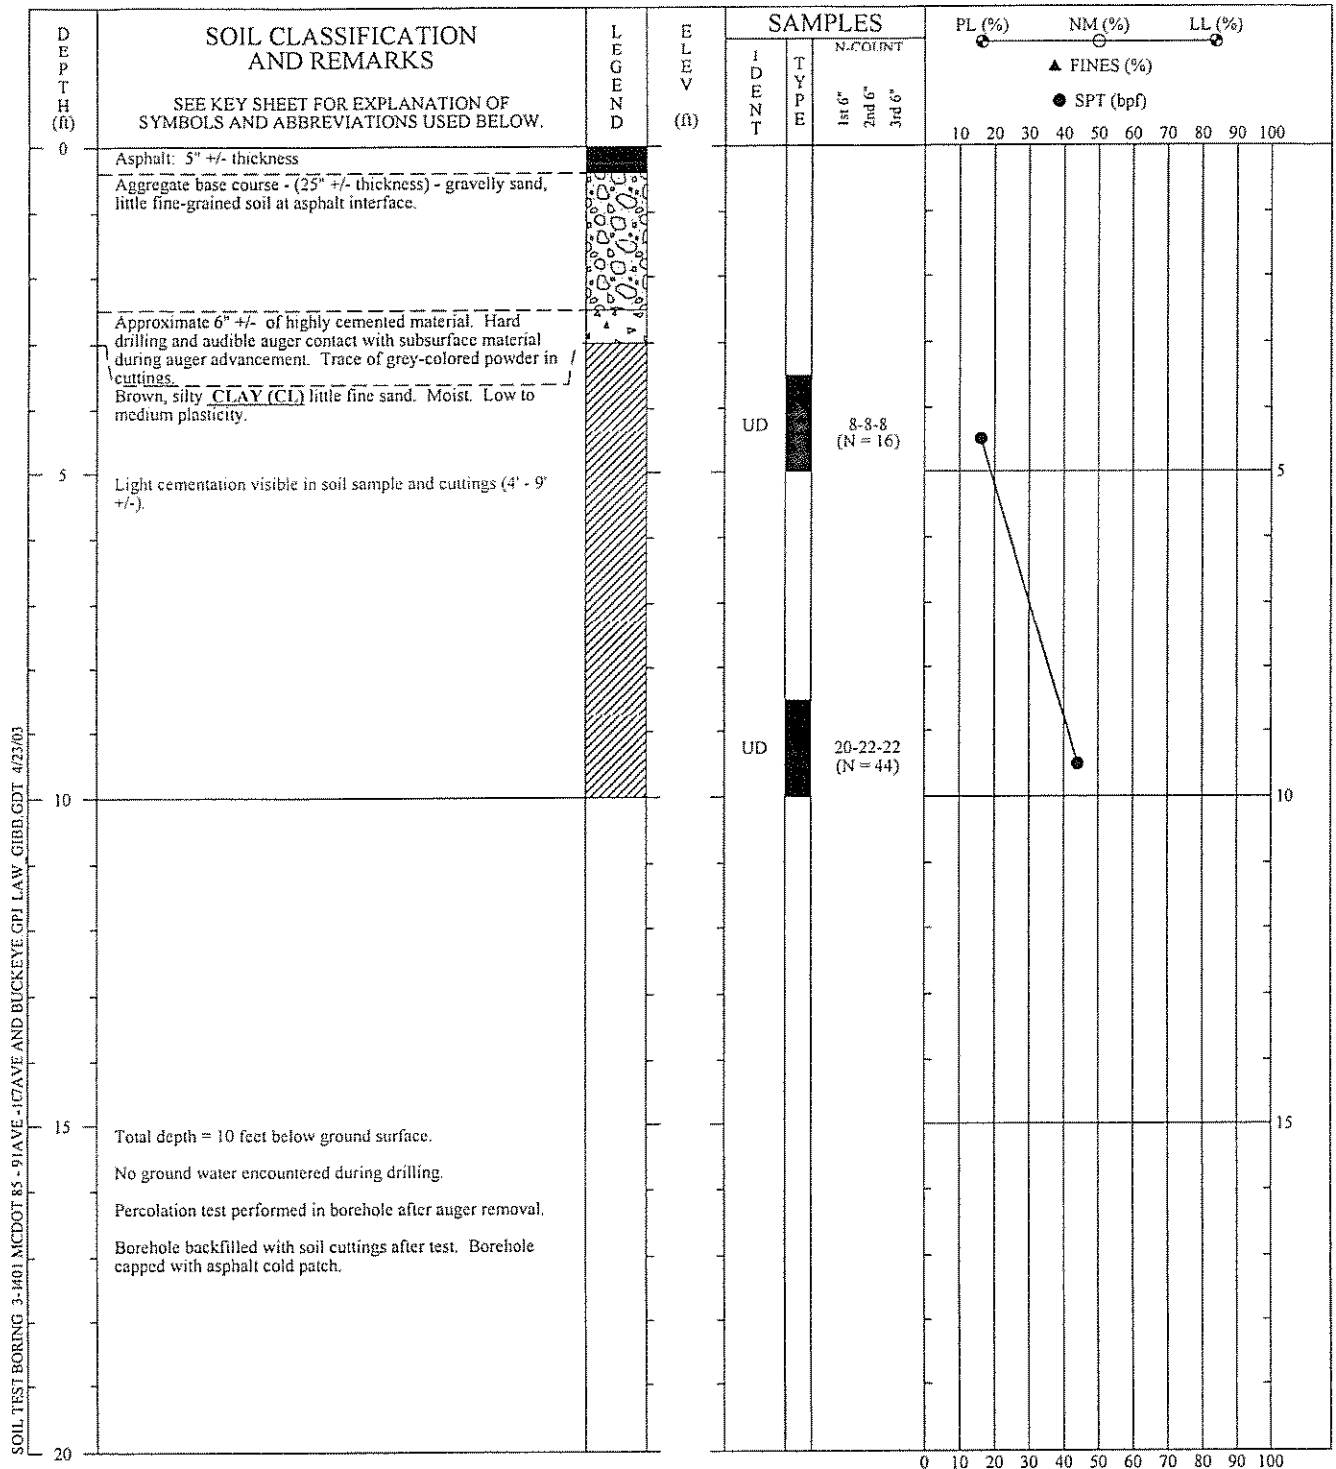 DEPTH (ft)
SOIL CLASSIFICATION
AND REMARKS
SEE KEY SHEET FOR EXPLANATION OF
SYMBOLS AND ABBREVIATIONS USED BELOW.
LEGEND
ELEV (ft)
SAMPLES
IDENT
TYPE
N-COUNT
1st 6"
2nd 6"
3rd 6"
PL (%) NM (%) LL (%)
▲ FINES (%)
● SPT (bpf)
10 20 30 40 50 60 70 80 90 100
0
Asphalt: 5" +/- thickness
Aggregate base course - (25" +/- thickness) - gravelly sand,
little fine-grained soil at asphalt interface.
Approximate 6" +/- of highly cemented material. Hard
drilling and audible auger contact with subsurface material
during auger advancement. Trace of grey-colored powder in
cuttings.
Brown, silty CLAY (CL) little fine sand. Moist. Low to
medium plasticity.
UD
8-8-8
(N = 16)
5
5
Light cementation visible in soil sample and cuttings (4' - 9'
+/-).
UD
20-22-22
(N = 44)
10
10
15
15
Total depth = 10 feet below ground surface.
No ground water encountered during drilling.
Percolation test performed in borehole after auger removal.
Borehole backfilled with soil cuttings after test. Borehole
capped with asphalt cold patch.
20
0 10 20 30 40 50 60 70 80 90 100
SOIL TEST BORING 3-1401 MCDOT 85 - 91AVE - AND BUCKEYE.GPJ LAW_GIBB.GDT 4/23/03